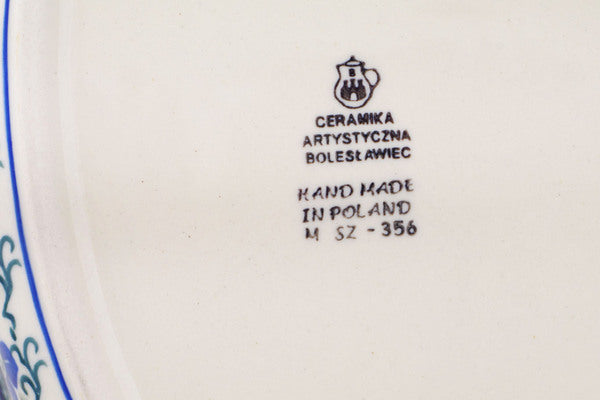 B
CERAMIKA
ARTYSTYCZNA
BOLESŁAWIEC
HAND MADE
IN POLAND
M SZ - 356